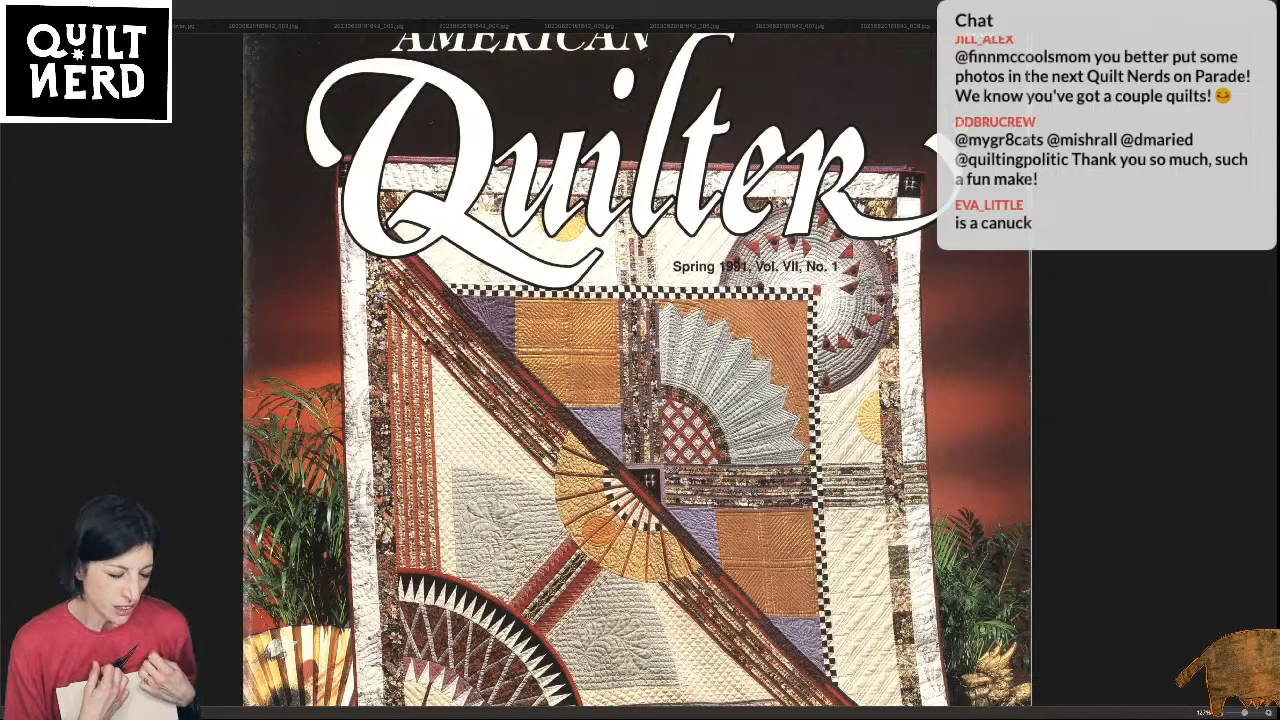 QUILT
NERD
AMERICAN
Quilter
Spring 1991, Vol. VII, No. 1
Chat
JILL_ALEX
@finnmccoolsmom you better put some
photos in the next Quilt Nerds on Parade!
We know you've got a couple quilts! 😊
DDBRUCREW
@mygr8cats @mishrall @dmaried
@quiltingpolitic Thank you so much, such
a fun make!
EVA_LITTLE
is a canuck
127%